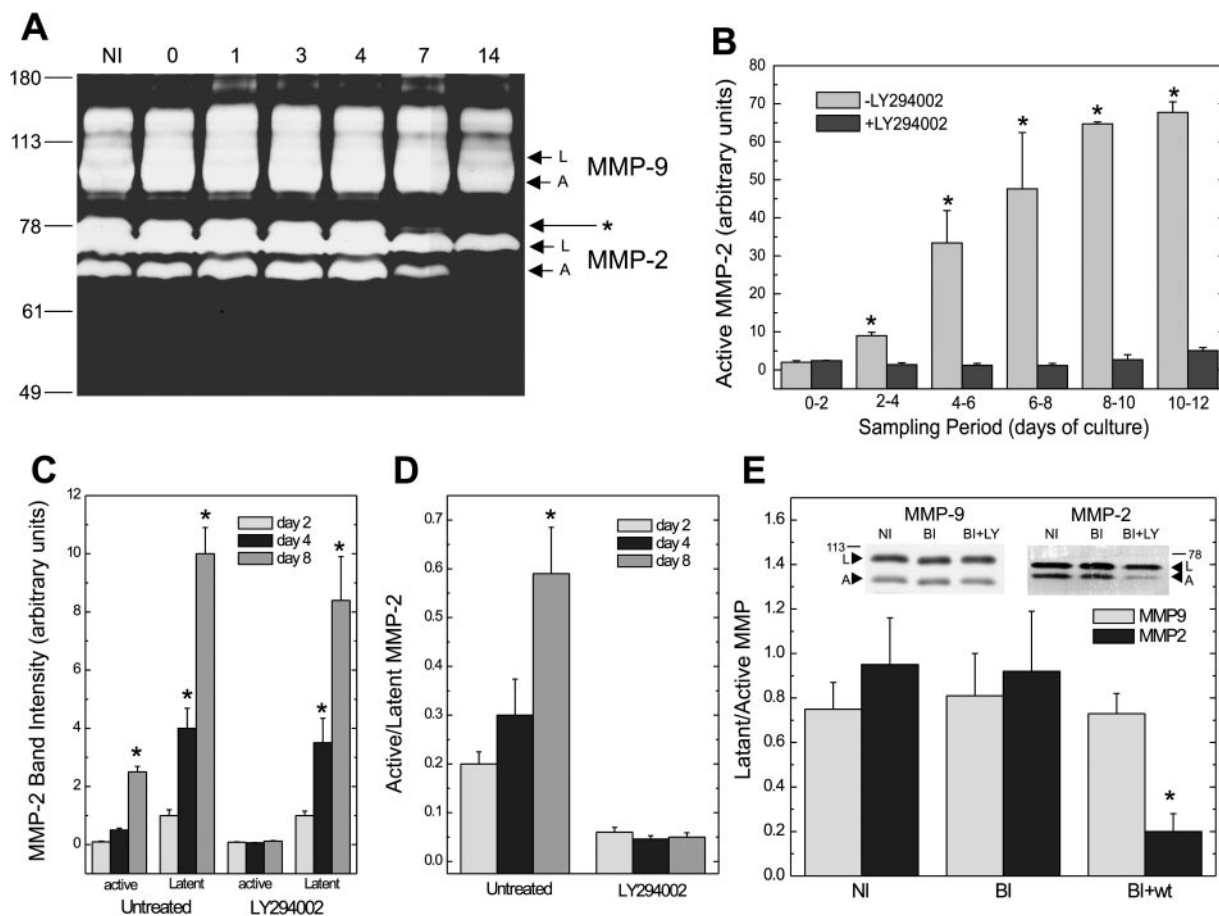 A
NI 0 1 3 4 7 14
180
113
78
61
49
L
A
MMP-9
*
L
A
MMP-2
B
Active MMP-2 (arbitrary units)
80
70
60
50
40
30
20
10
0
-LY294002
+LY294002
* * * * *
0-2 2-4 4-6 6-8 8-10 10-12
Sampling Period (days of culture)
C
MMP-2 Band Intensity (arbitrary units)
12
10
8
6
4
2
0
day 2
day 4
day 8
* * * * *
active Latent active Latent
Untreated LY294002
D
Active/Latent MMP-2
0.7
0.6
0.5
0.4
0.3
0.2
0.1
0.0
day 2
day 4
day 8
*
Untreated LY294002
E
Latant/Active MMP
1.6
1.4
1.2
1.0
0.8
0.6
0.4
0.2
MMP-9
NI BI BI+LY
113
L
A
MMP-2
NI BI BI+LY
78
L
A
MMP9
MMP2
*
NI BI BI+wt